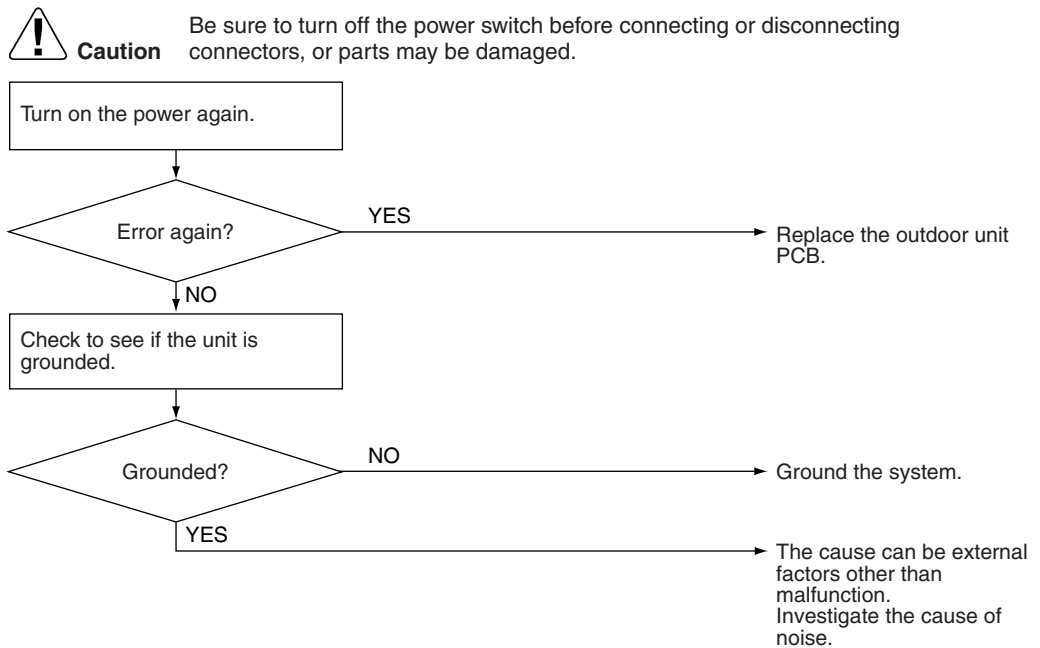 Be sure to turn off the power switch before connecting or disconnecting
Caution connectors, or parts may be damaged.
Turn on the power again.
Error again?
YES
Replace the outdoor unit
PCB.
NO
Check to see if the unit is
grounded.
Grounded?
NO
Ground the system.
YES
The cause can be external
factors other than
malfunction.
Investigate the cause of
noise.